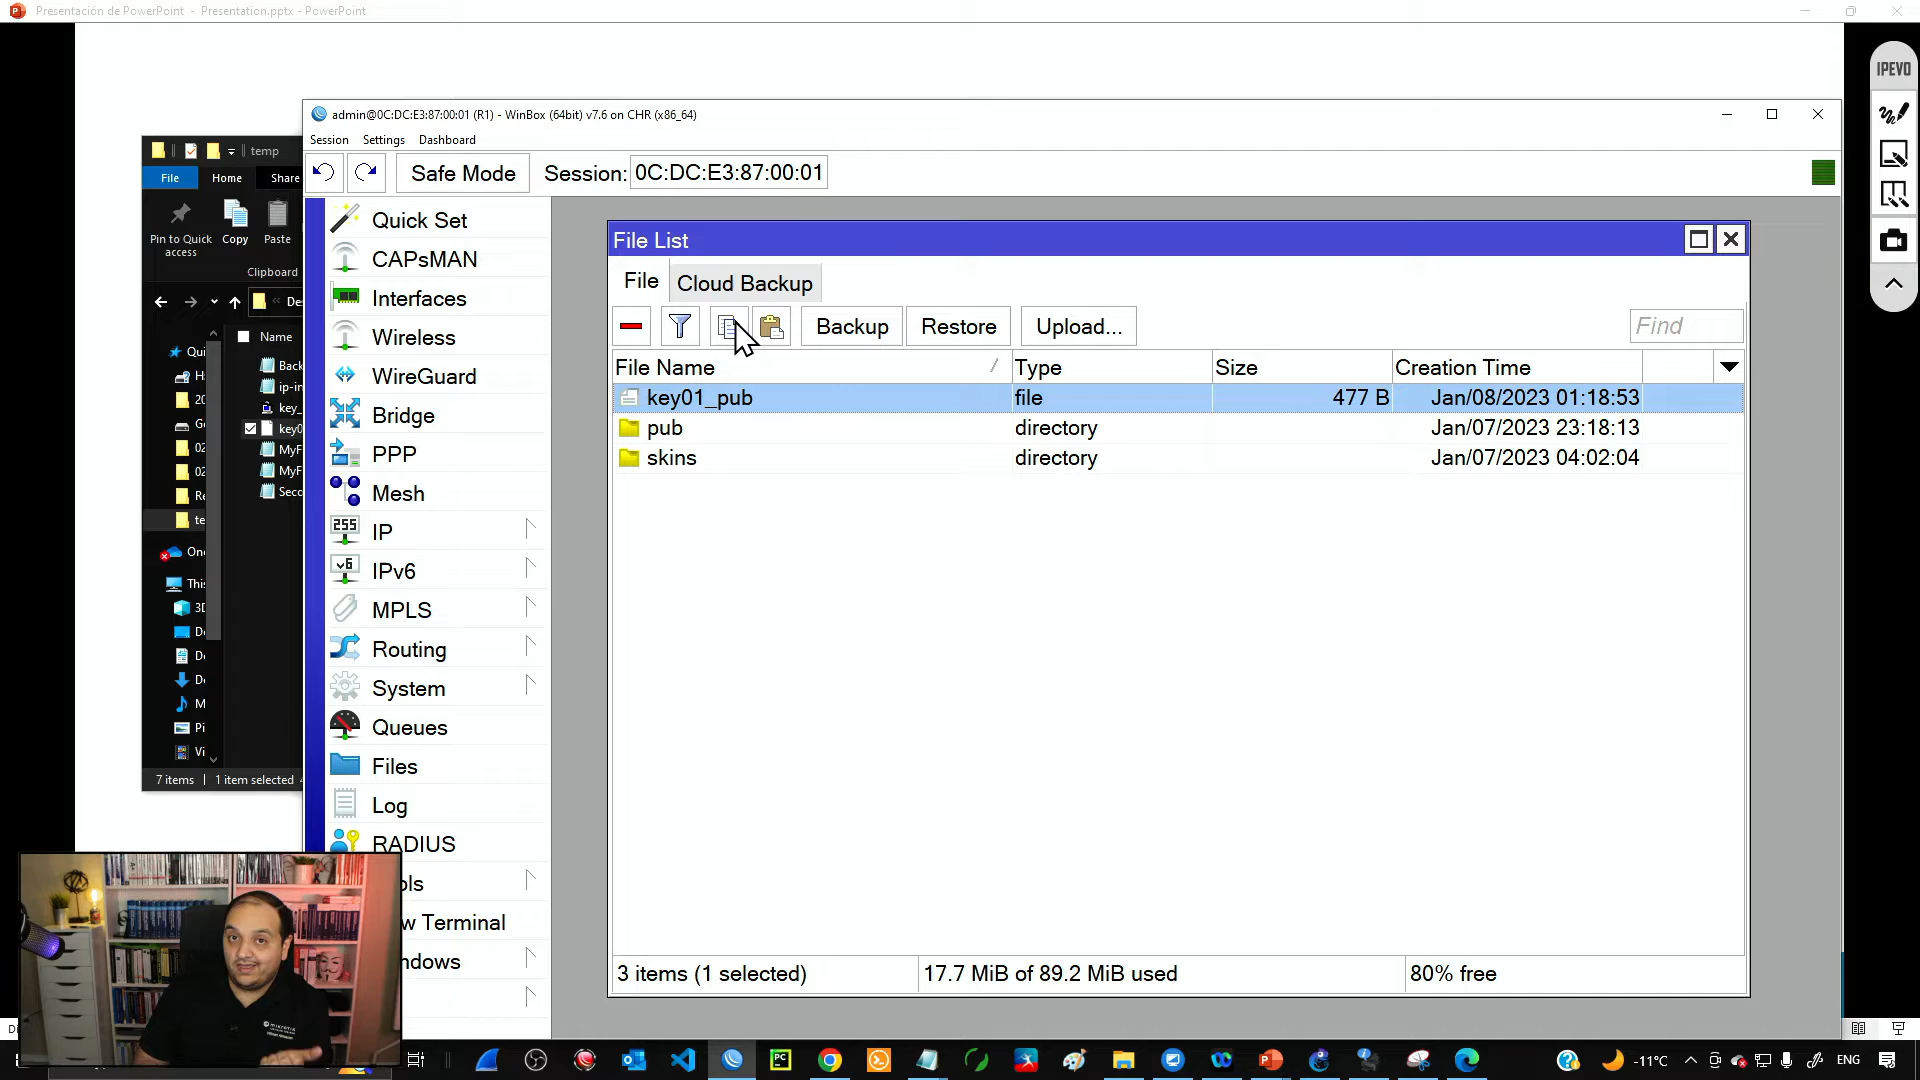 Presentación de PowerPoint - Presentation.pptx - PowerPoint
IPEVO
admin@0C:DC:E3:87:00:01 (R1) - WinBox (64bit) v7.6 on CHR (x86_64)
Session Settings Dashboard
Safe Mode Session: 0C:DC:E3:87:00:01
temp
File Home Share
Pin to Quick access
Copy
Paste
Clipboard
Name
7 items 1 item selected
Quick Set
CAPsMAN
Interfaces
Wireless
WireGuard
Bridge
PPP
Mesh
255 IP
v6 IPv6
MPLS
Routing
System
Queues
Files
Log
RADIUS
File List
File Cloud Backup
Backup Restore Upload... Find
File Name Type Size Creation Time
key01_pub file 477 B Jan/08/2023 01:18:53
pub directory Jan/07/2023 23:18:13
skins directory Jan/07/2023 04:02:04
3 items (1 selected) 17.7 MiB of 89.2 MiB used 80% free
PC
-11°C ENG